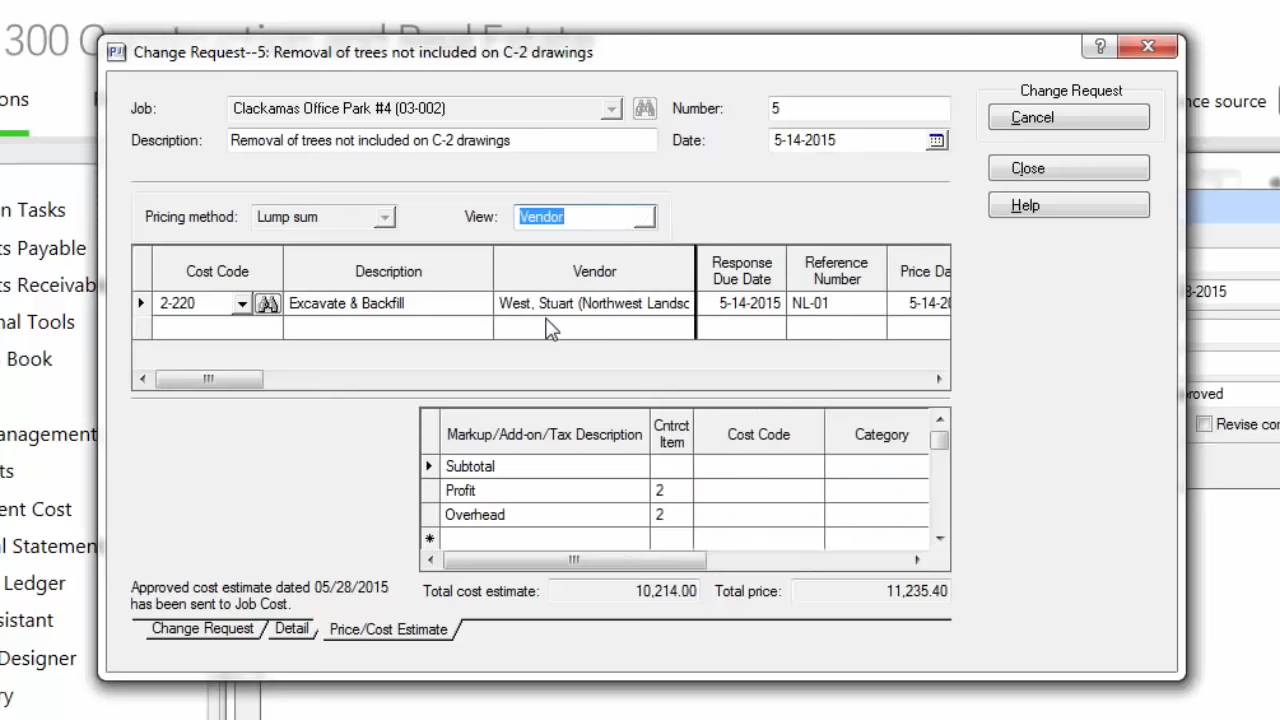 300 Construction and Real Estate
Change Request--5: Removal of trees not included on C-2 drawings
ons
nce source
Job:
Clackamas Office Park #4 (03-002)
Number:
5
Change Request
Cancel
Description:
Removal of trees not included on C-2 drawings
Date:
5-14-2015
Close
Help
Pricing method:
Lump sum
View:
Vendor
Cost Code
Description
Vendor
Response
Due Date
Reference
Number
Price Da
2-220
Excavate & Backfill
West, Stuart (Northwest Landsc
5-14-2015
NL-01
5-14-20
Markup/Add-on/Tax Description
Cntrct
Item
Cost Code
Category
Subtotal
Profit
2
Overhead
2
Approved cost estimate dated 05/28/2015
has been sent to Job Cost.
Total cost estimate:
10,214.00
Total price:
11,235.40
Change Request
Detail
Price/Cost Estimate
n Tasks
ts Payable
ts Receivab
nal Tools
s Book
anagement
ts
ent Cost
al Statemen
Ledger
sistant
Designer
ry
-2015
roved
Revise con